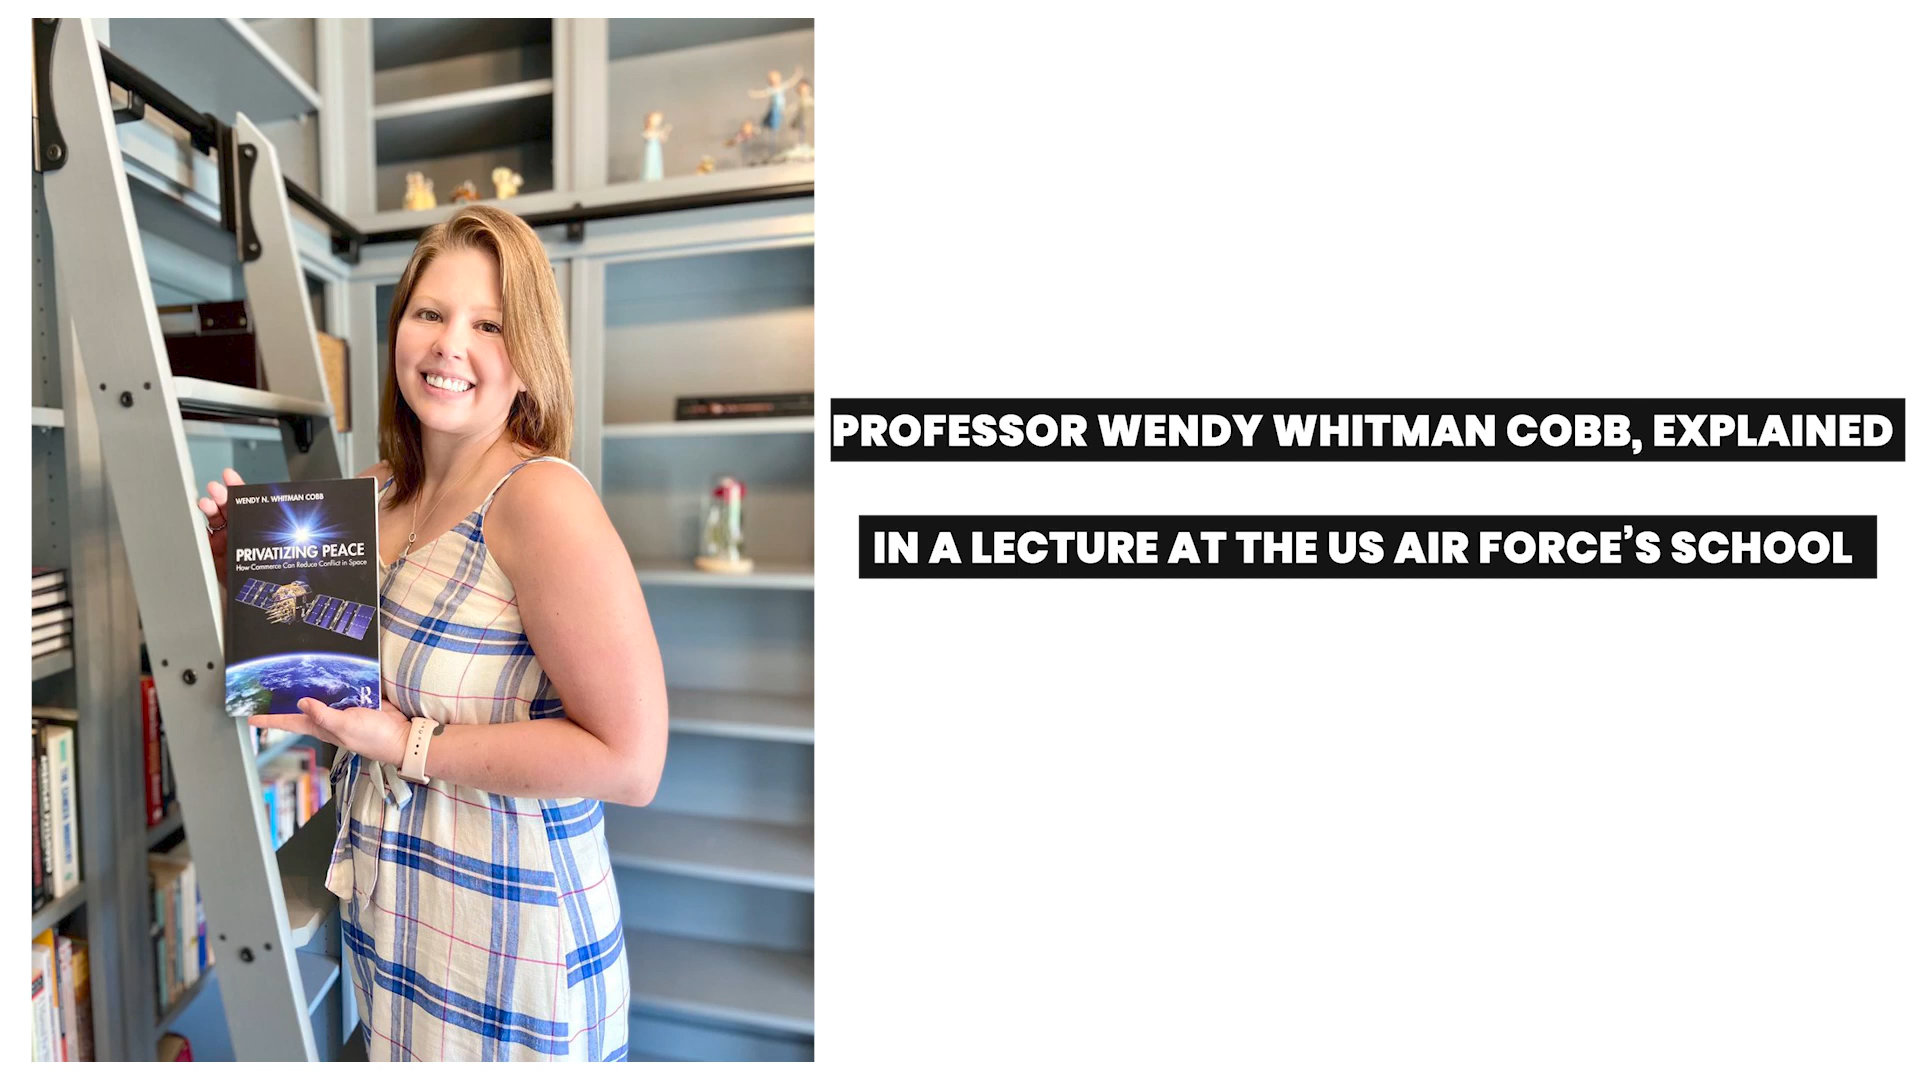 WENDY N. WHITMAN COBB
PRIVATIZING PEACE
How Commerce Can Reduce Conflict in Space
R
PROFESSOR WENDY WHITMAN COBB, EXPLAINED
IN A LECTURE AT THE US AIR FORCE’S SCHOOL